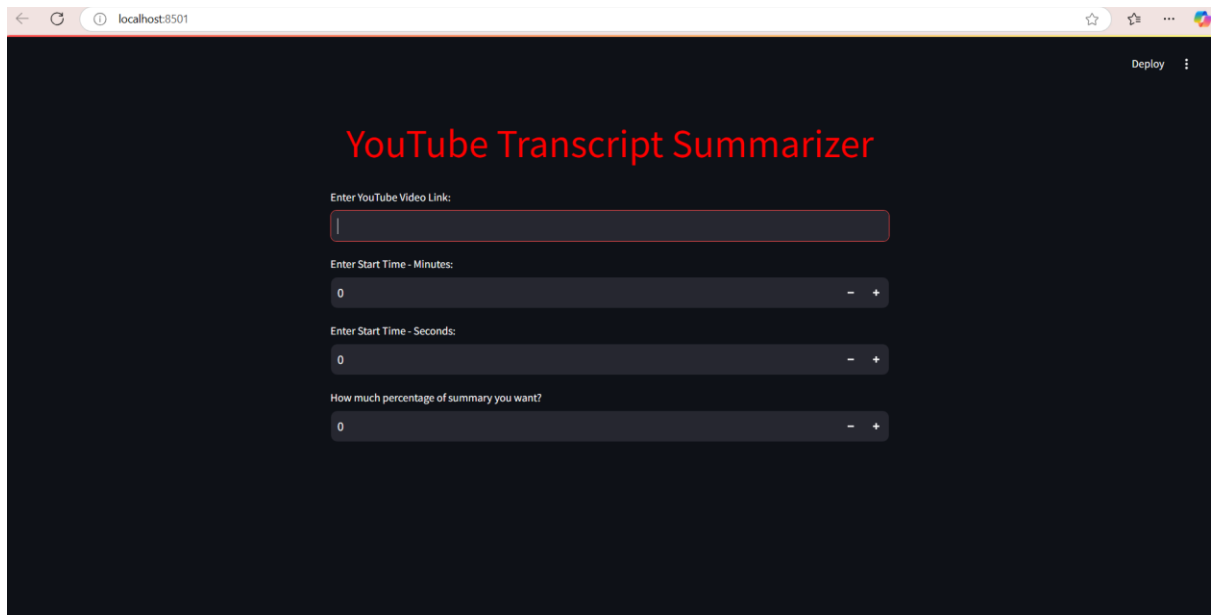 localhost:8501
Deploy
YouTube Transcript Summarizer
Enter YouTube Video Link:
Enter Start Time - Minutes:
0
Enter Start Time - Seconds:
0
How much percentage of summary you want?
0